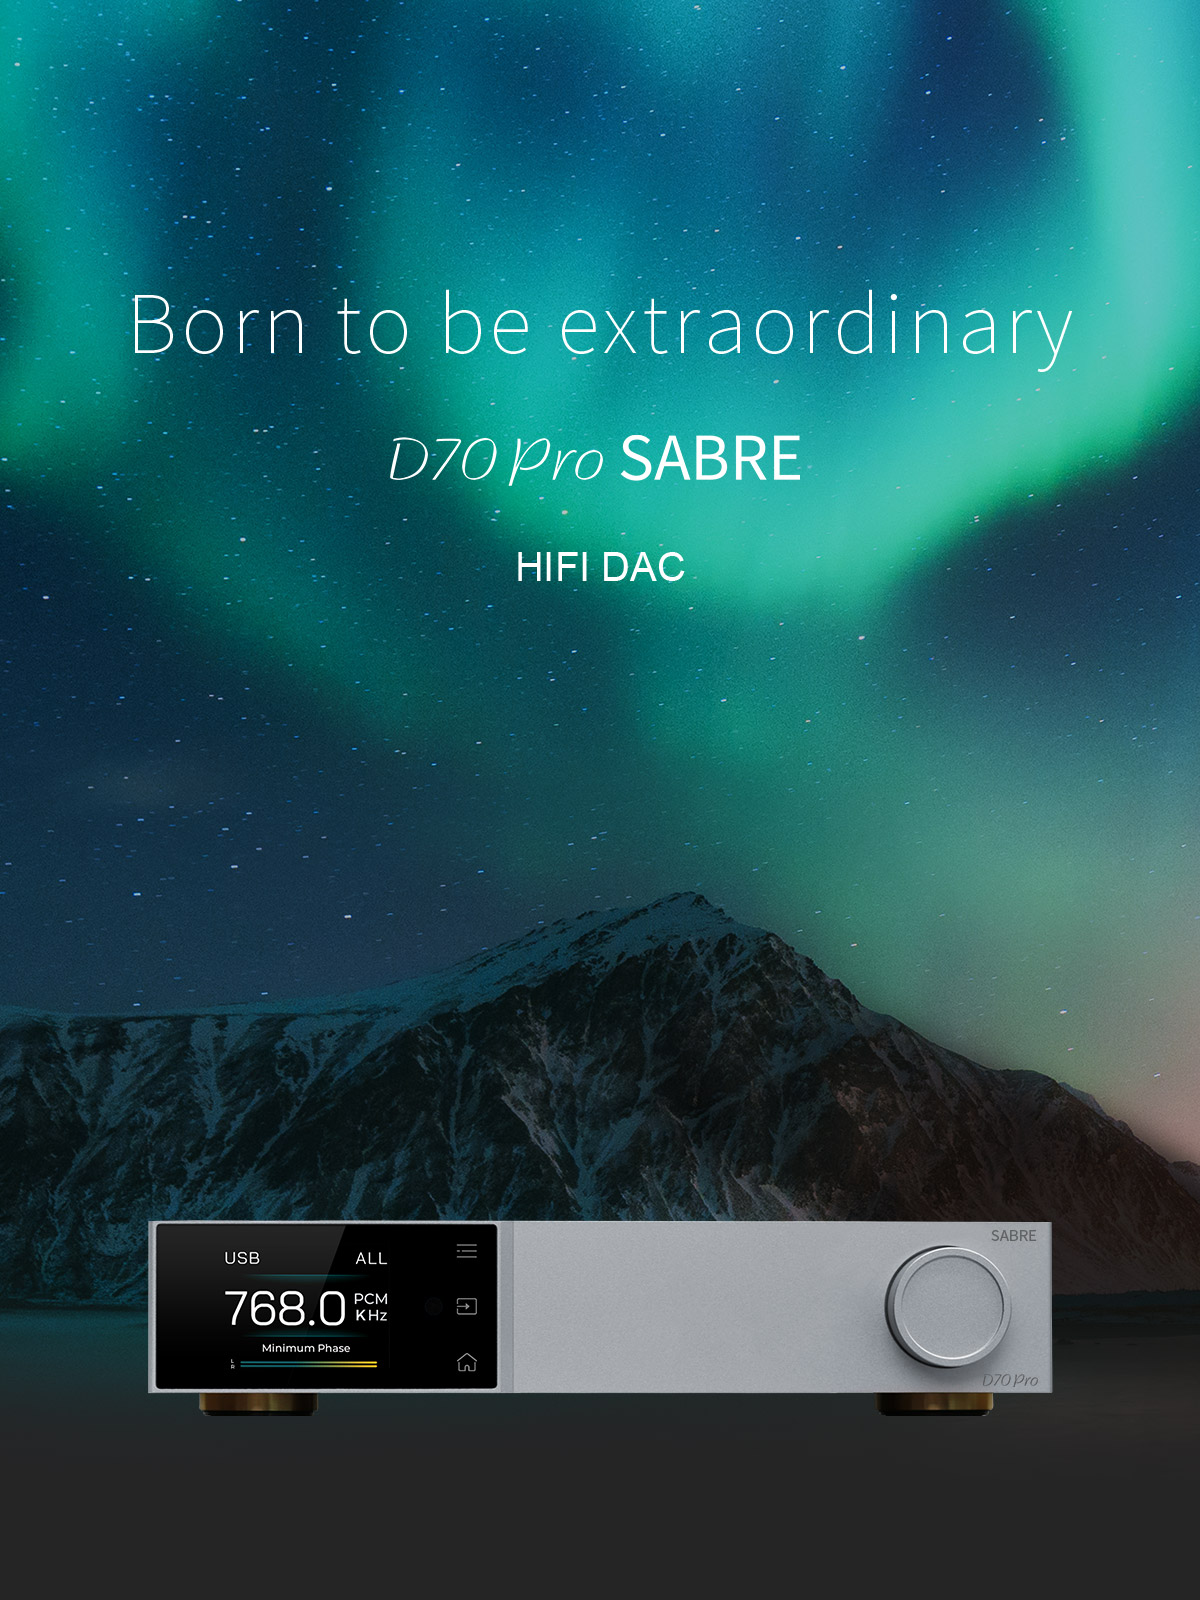 Born to be extraordinary
D70 Pro SABRE
HIFI DAC
SABRE
USB ALL
768.0 PCM KHz
Minimum Phase
L
R
D70 Pro